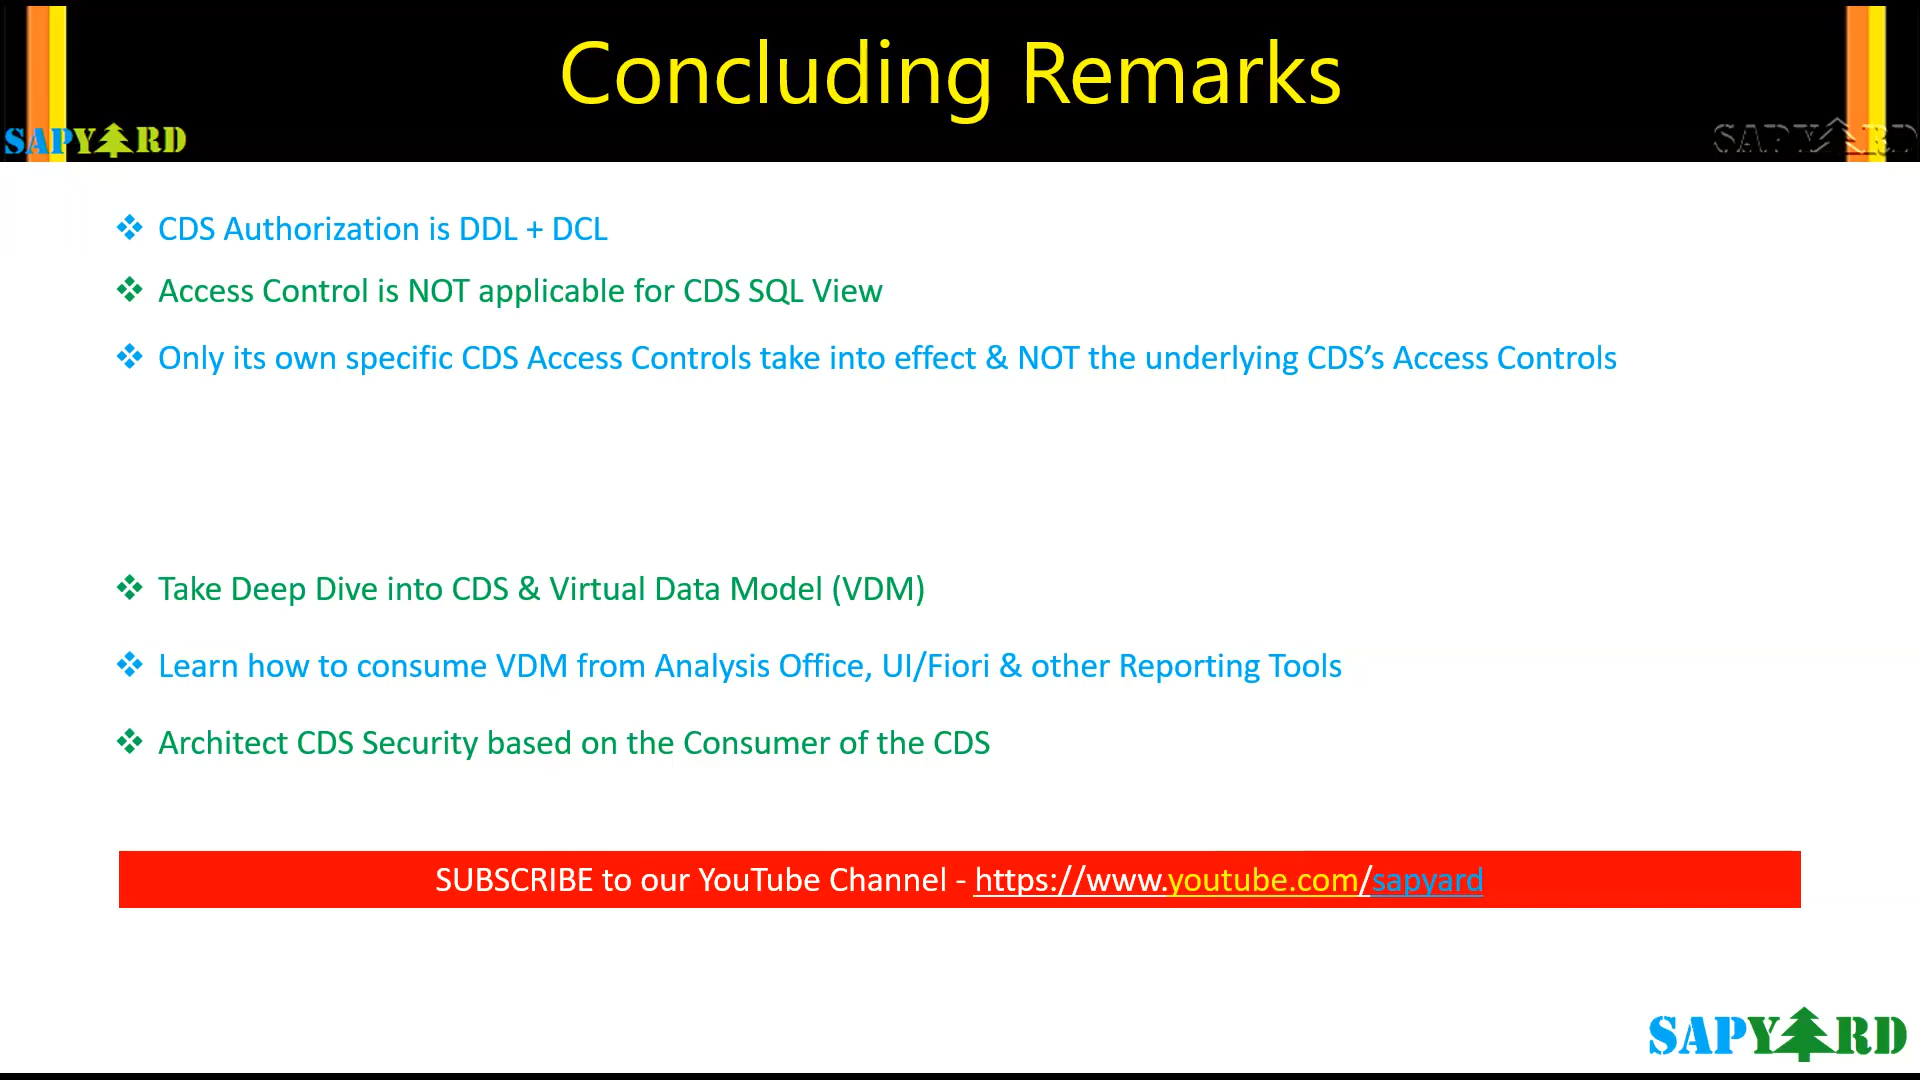 Concluding Remarks
SAPYARD
SAPYARD
❖ CDS Authorization is DDL + DCL
❖ Access Control is NOT applicable for CDS SQL View
❖ Only its own specific CDS Access Controls take into effect & NOT the underlying CDS’s Access Controls
❖ Take Deep Dive into CDS & Virtual Data Model (VDM)
❖ Learn how to consume VDM from Analysis Office, UI/Fiori & other Reporting Tools
❖ Architect CDS Security based on the Consumer of the CDS
SUBSCRIBE to our YouTube Channel - https://www.youtube.com/sapyard
SAPYARD